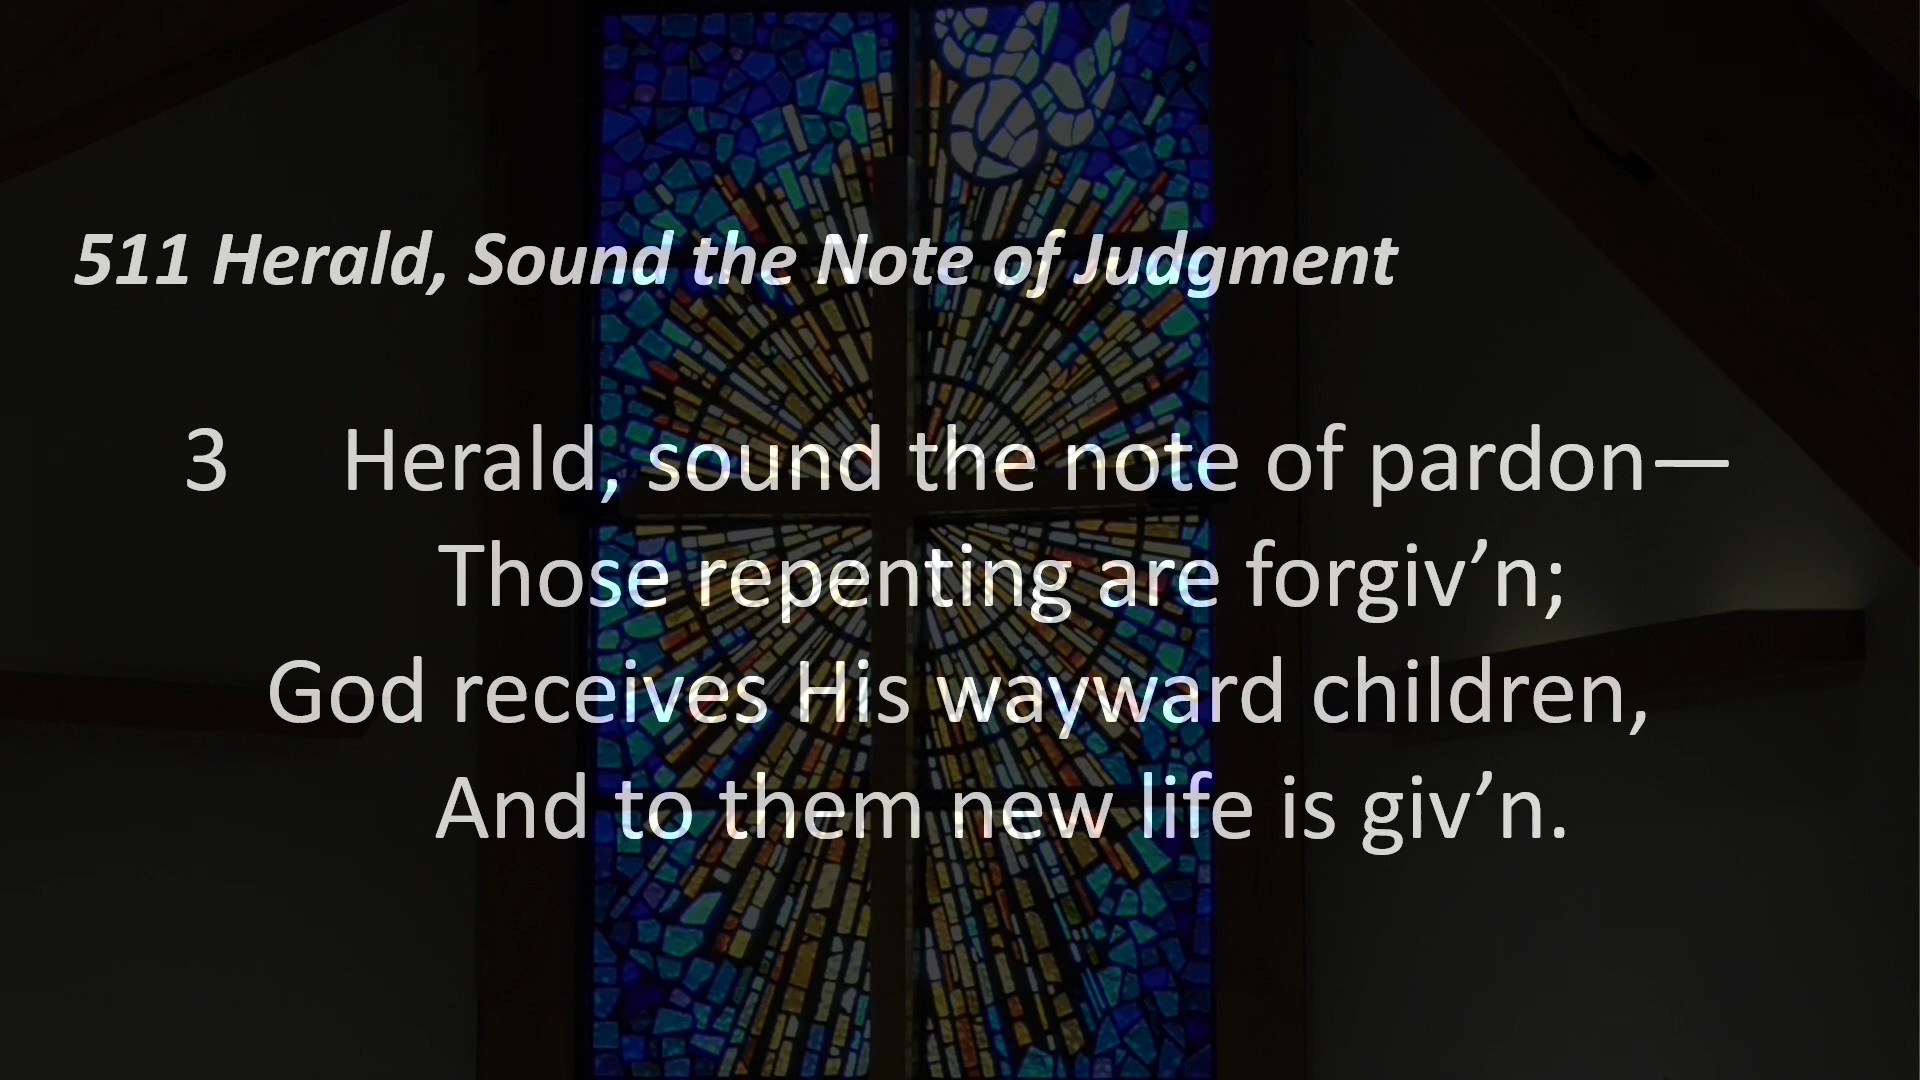 511 Herald, Sound the Note of Judgment
3 Herald, sound the note of pardon—
Those repenting are forgiv’n;
God receives His wayward children,
And to them new life is giv’n.